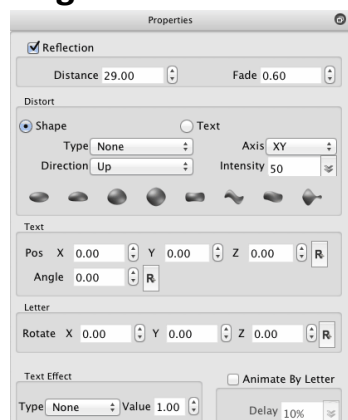 Properties
Reflection
Distance 29.00 Fade 0.60
Distort
Shape Text
Type None Axis XY
Direction Up Intensity 50
Text
Pos X 0.00 Y 0.00 Z 0.00 R
Angle 0.00 R
Letter
Rotate X 0.00 Y 0.00 Z 0.00 R
Text Effect Animate By Letter
Type None Value 1.00 Delay 10%